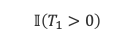 𝕀(T₁ > 0)